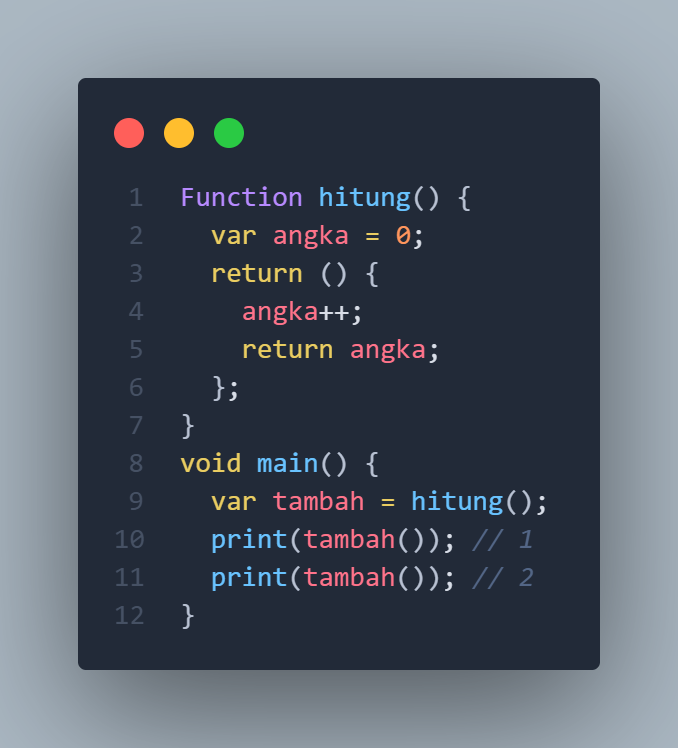 1 Function hitung() {
2   var angka = 0;
3   return () {
4     angka++;
5     return angka;
6   };
7 }
8 void main() {
9   var tambah = hitung();
10   print(tambah()); // 1
11   print(tambah()); // 2
12 }